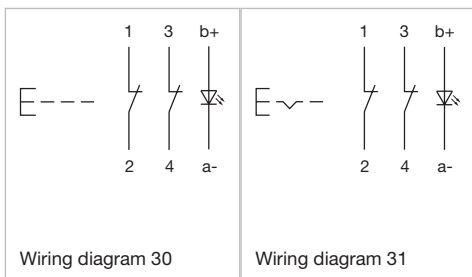 1 3 b+
2 4 a-
Wiring diagram 30
1 3 b+
2 4 a-
Wiring diagram 31